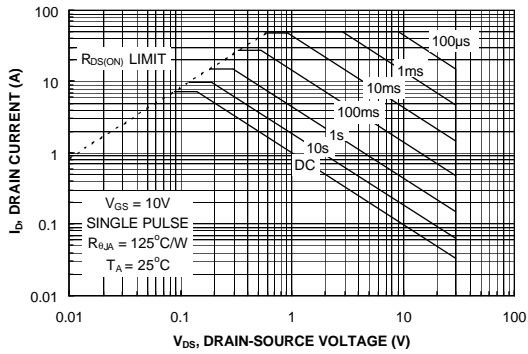 100
100µs
R_DS(ON) LIMIT
1ms
10
10ms
100ms
1
1s
10s
DC
V_GS = 10V
SINGLE PULSE
R_θJA = 125°C/W
T_A = 25°C
0.1
0.01
0.01
0.1
1
10
100
V_DS, DRAIN-SOURCE VOLTAGE (V)
I_D, DRAIN CURRENT (A)